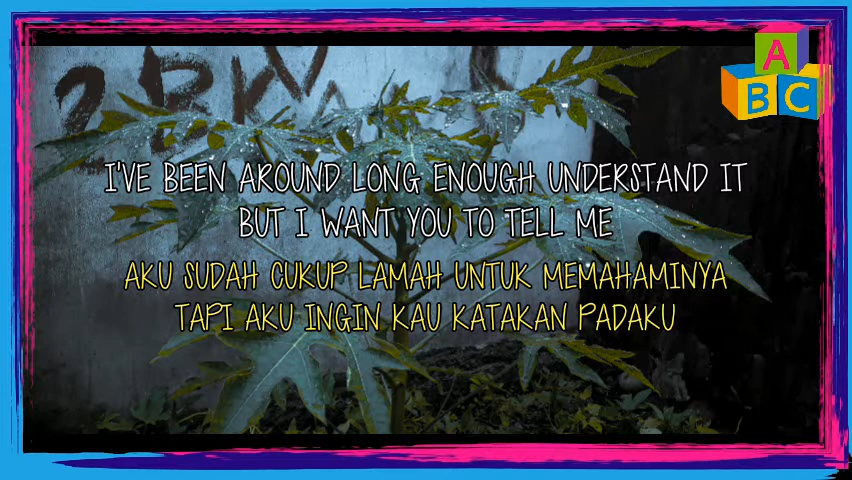 A
B C
I'VE BEEN AROUND LONG ENOUGH UNDERSTAND IT
BUT I WANT YOU TO TELL ME
AKU SUDAH CUKUP LAMAH UNTUK MEMAHAMINYA
TAPI AKU INGIN KAU KATAKAN PADAKU